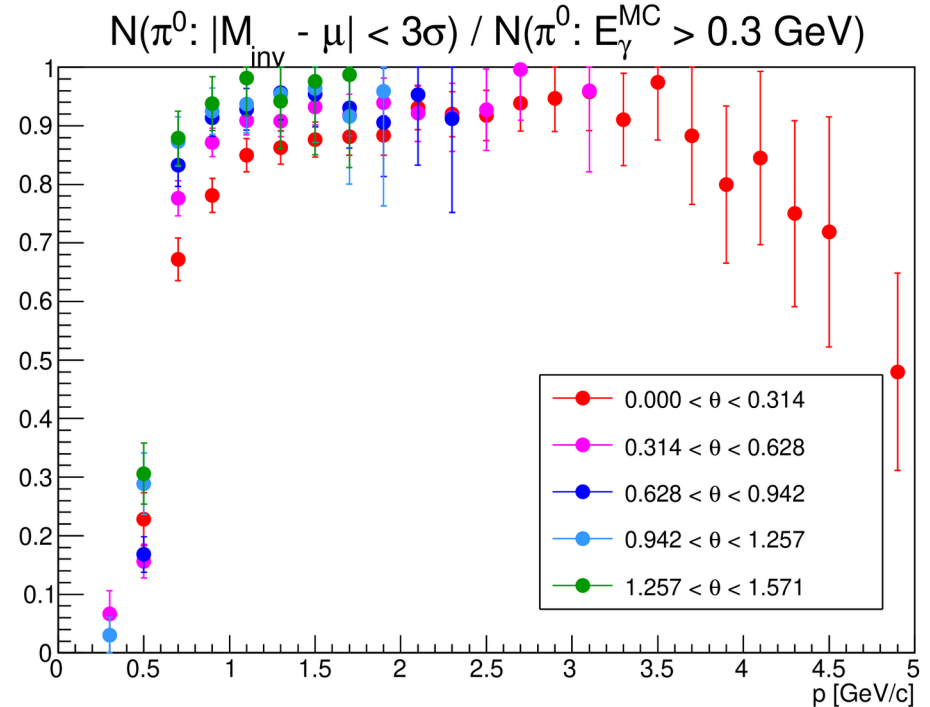 N(π⁰: |M_inv - μ| < 3σ) / N(π⁰: E_γ^MC > 0.3 GeV)
1
0.9
0.8
0.7
0.6
0.5
0.4
0.3
0.2
0.1
0
0.000 < θ < 0.314
0.314 < θ < 0.628
0.628 < θ < 0.942
0.942 < θ < 1.257
1.257 < θ < 1.571
0 0.5 1 1.5 2 2.5 3 3.5 4 4.5 5
p [GeV/c]